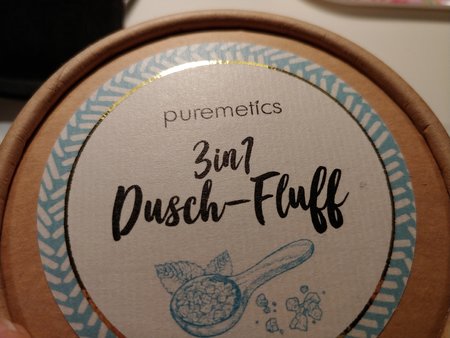 puremetics
3in1
Dusch-Fluff